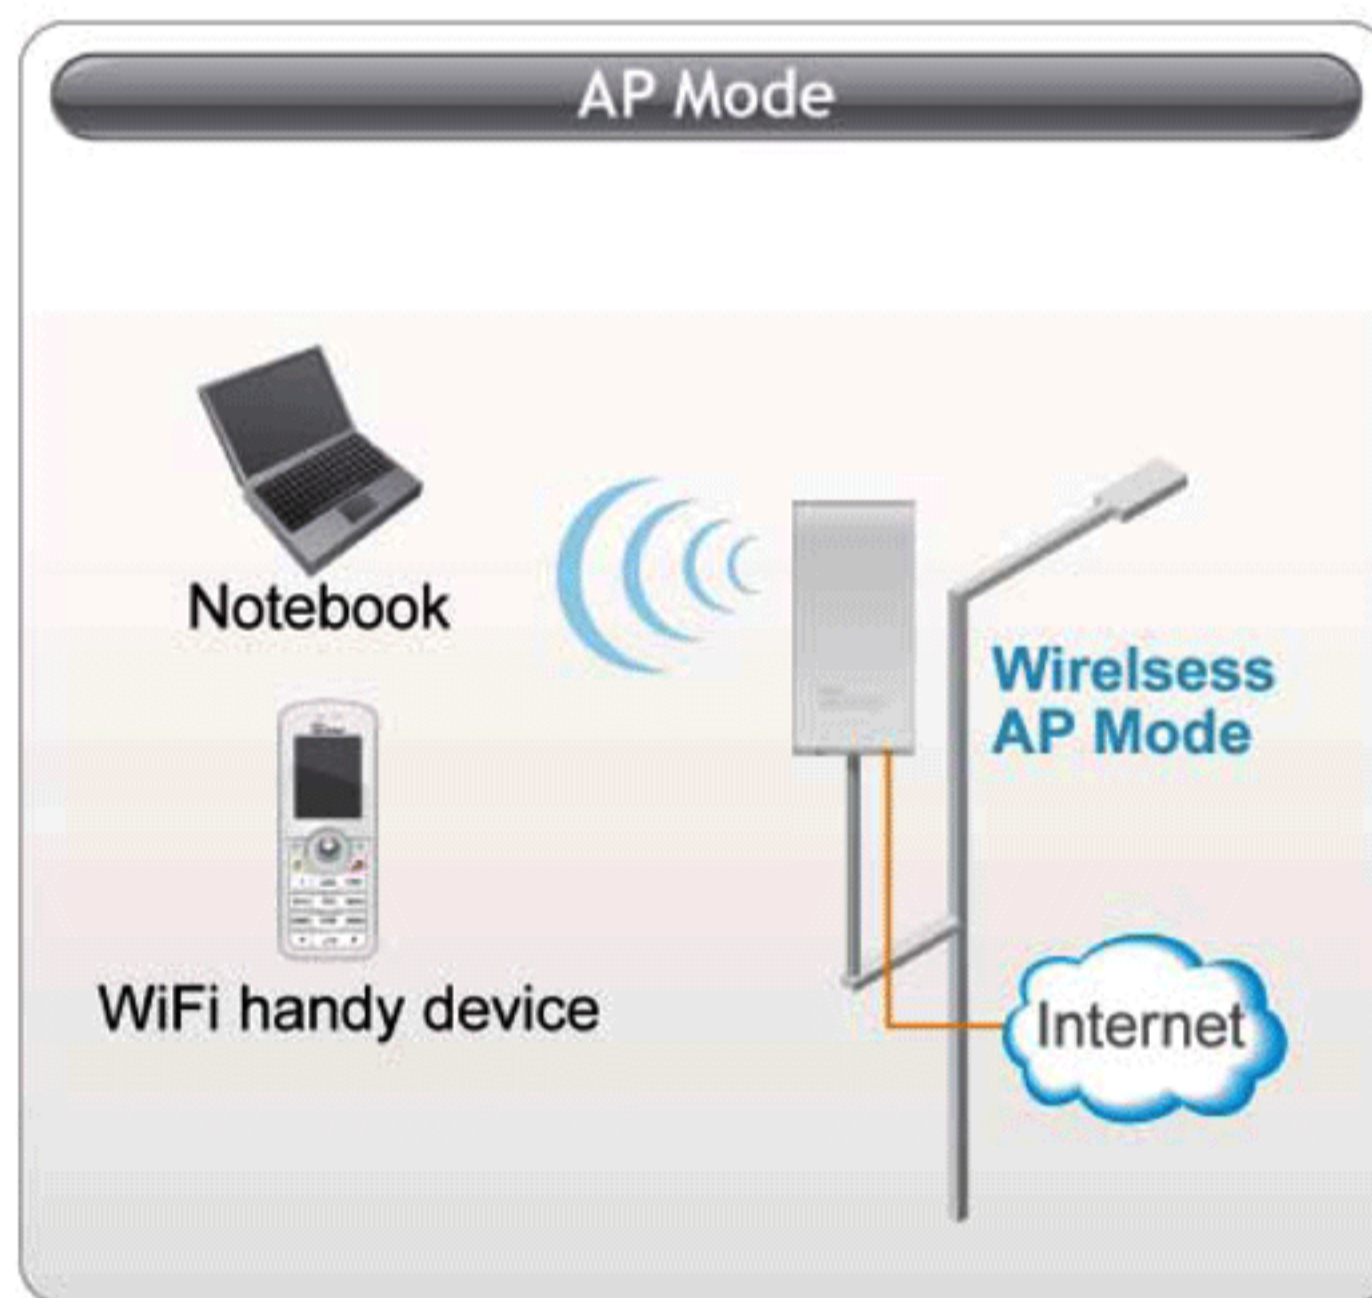 AP Mode
Notebook
Wirelsess
AP Mode
WiFi handy device
Internet